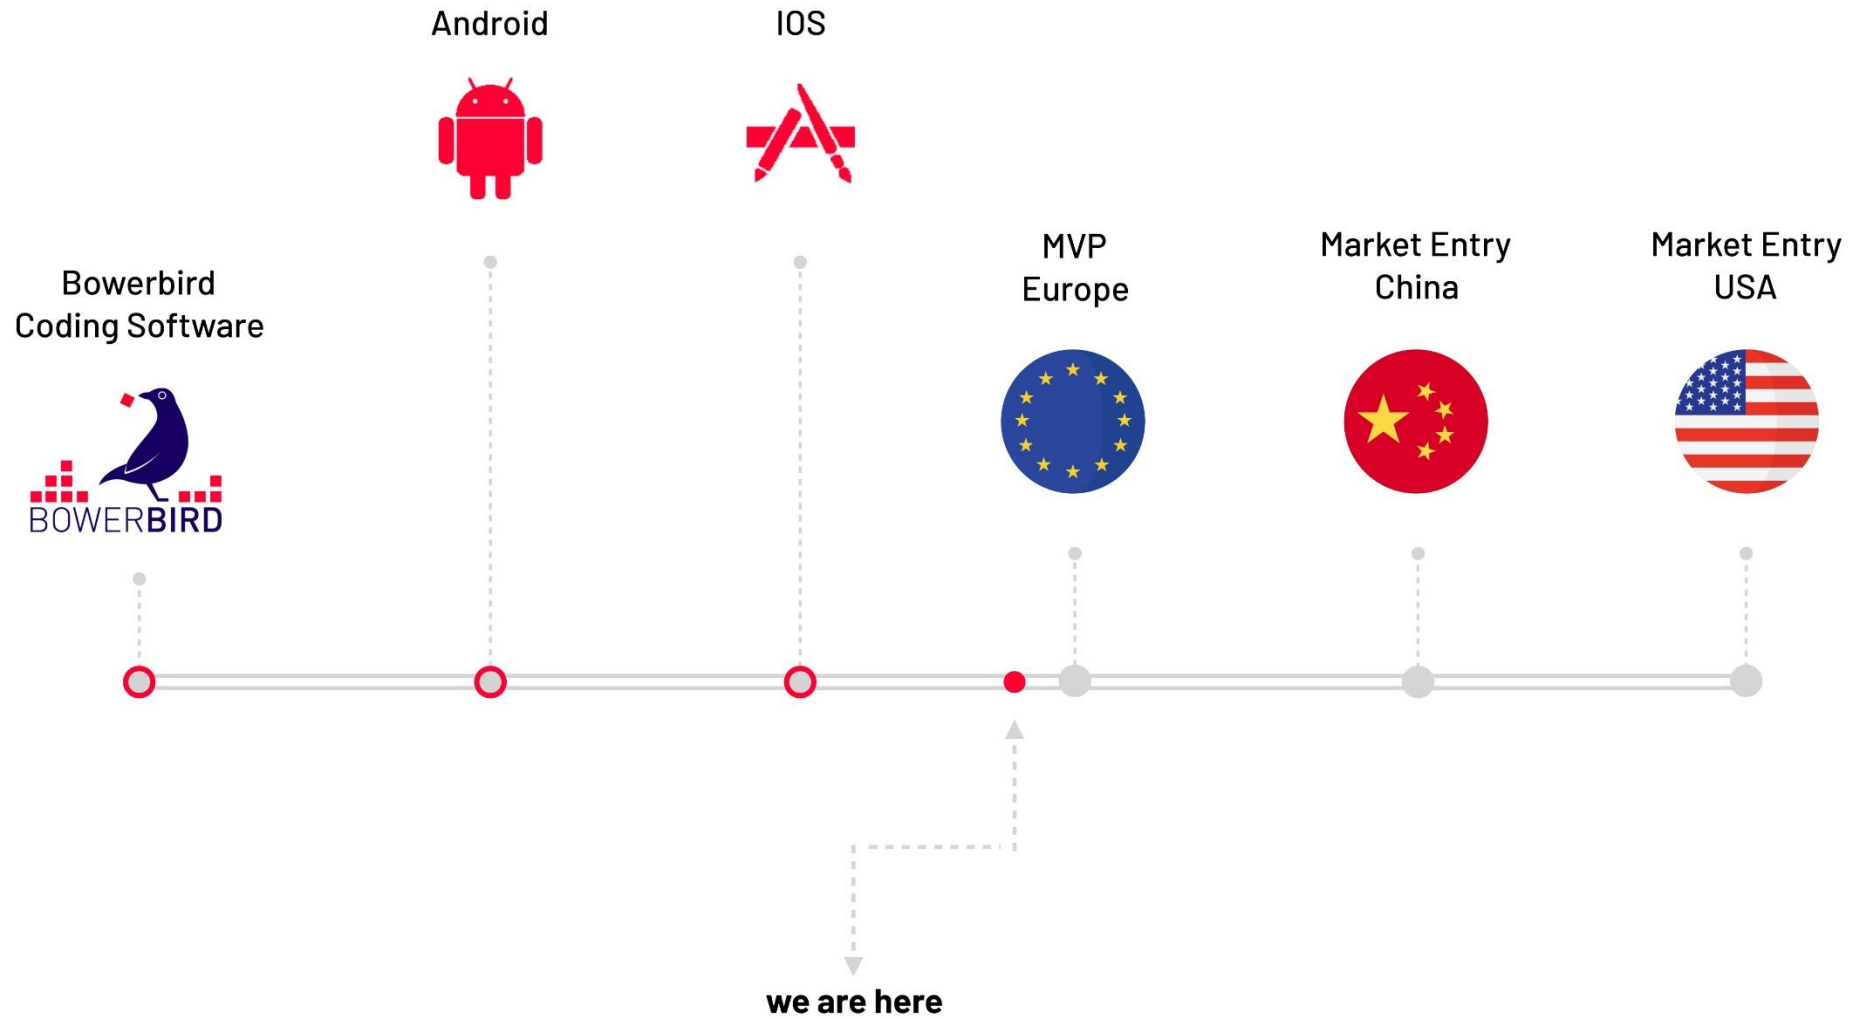 Android
IOS
Bowerbird
Coding Software
BOWERBIRD
MVP
Europe
Market Entry
China
Market Entry
USA
we are here